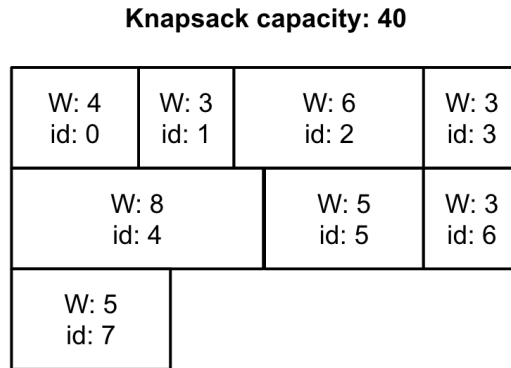 Knapsack capacity: 40
W: 4
id: 0
W: 3
id: 1
W: 6
id: 2
W: 3
id: 3
W: 8
id: 4
W: 5
id: 5
W: 3
id: 6
W: 5
id: 7